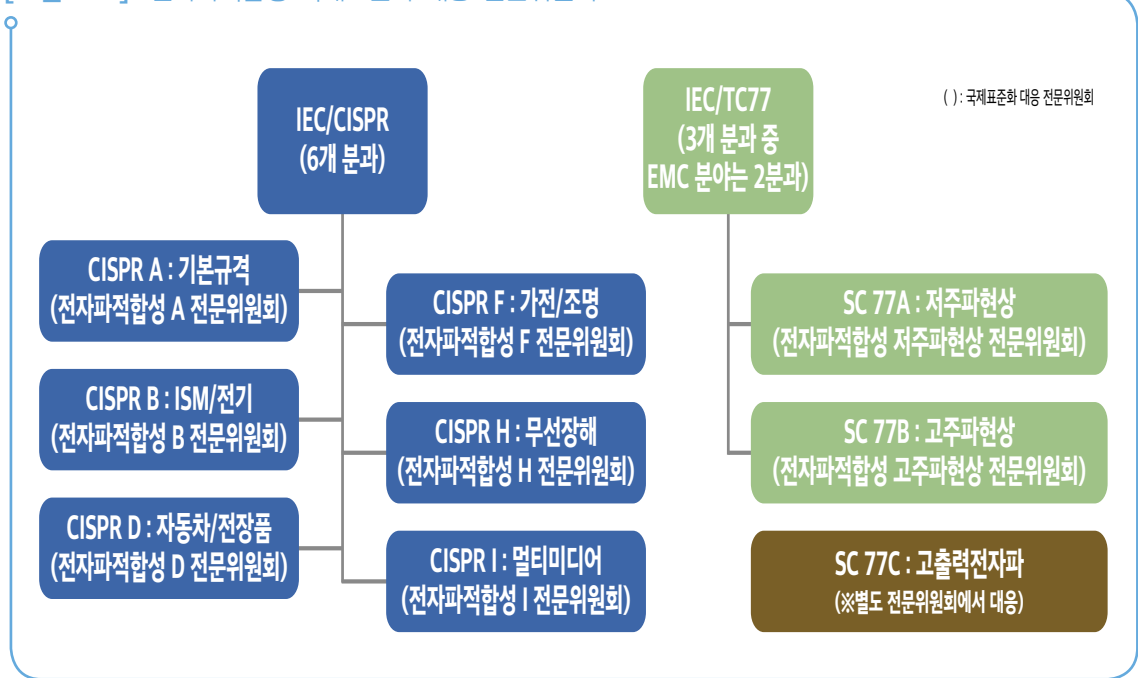 IEC/CISPR
(6개 분과)
IEC/TC77
(3개 분과 중
EMC 분야는 2분과)
( ) : 국제표준화 대응 전문위원회
CISPR A : 기본규격
(전자파적합성 A 전문위원회)
CISPR B : ISM/전기
(전자파적합성 B 전문위원회)
CISPR D : 자동차/전장품
(전자파적합성 D 전문위원회)
CISPR F : 가전/조명
(전자파적합성 F 전문위원회)
CISPR H : 무선장해
(전자파적합성 H 전문위원회)
CISPR I : 멀티미디어
(전자파적합성 I 전문위원회)
SC 77A : 저주파현상
(전자파적합성 저주파현상 전문위원회)
SC 77B : 고주파현상
(전자파적합성 고주파현상 전문위원회)
SC 77C : 고출력전자파
(※별도 전문위원회에서 대응)